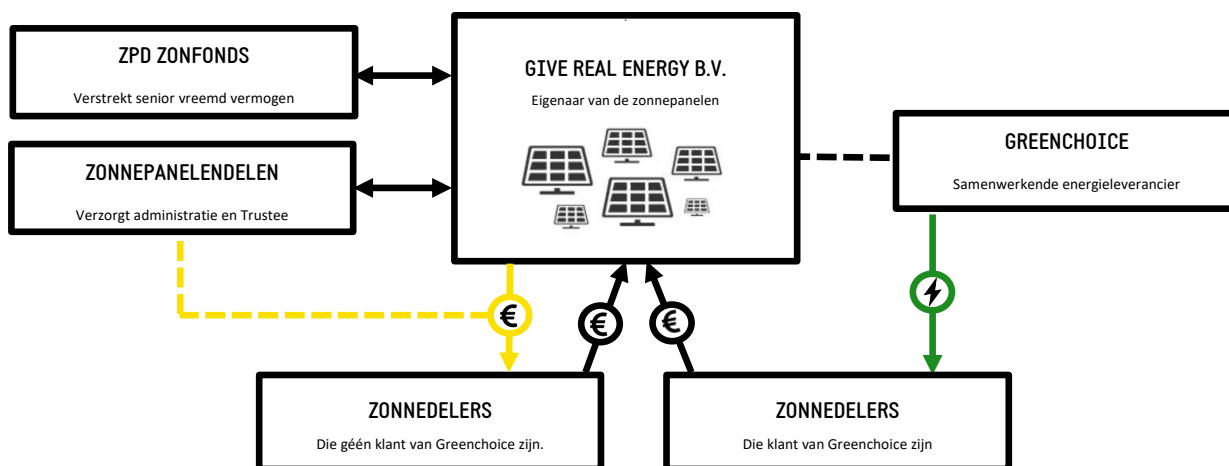 ZPD ZONFONDS
Verstrekt senior vreemd vermogen
ZONNEPANELENDELEN
Verzorgt administratie en Trustee
GIVE REAL ENERGY B.V.
Eigenaar van de zonnepanelen
GREENCHOICE
Samenwerkende energieleverancier
€
€
€
ZONNEDELERS
Die géén klant van Greenchoice zijn.
ZONNEDELERS
Die klant van Greenchoice zijn